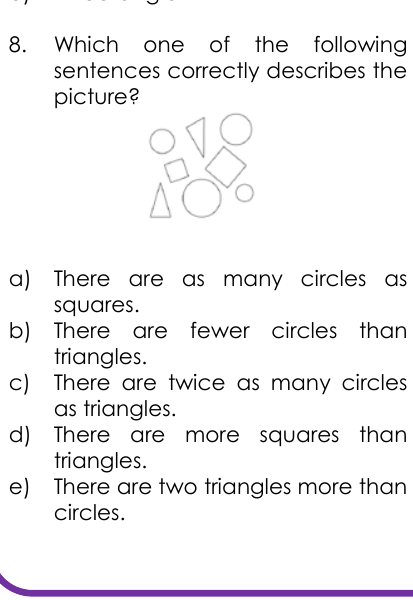 8. Which one of the following
sentences correctly describes the
picture?
a) There are as many circles as
squares.
b) There are fewer circles than
triangles.
c) There are twice as many circles
as triangles.
d) There are more squares than
triangles.
e) There are two triangles more than
circles.